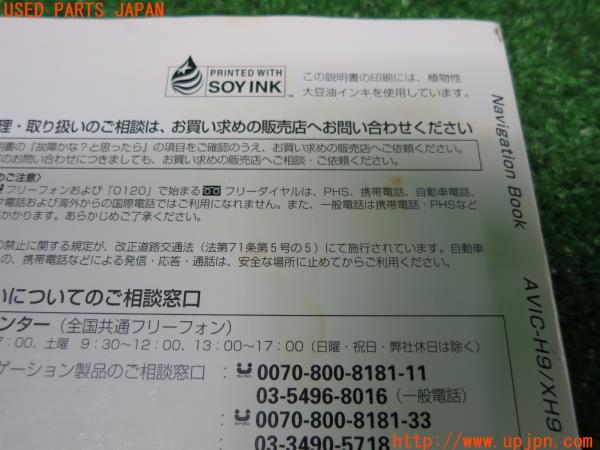 USED PARTS JAPAN
PRINTED WITH
SOY INK
この説明書の印刷には、植物性
大豆油インキを使用しています。
理・取り扱いのご相談は、お買い求めの販売店へお問い合わせください
明書の『故障かな？と思ったら』の項目をご確認のうえ、お買い求めの販売店へご依頼ください。
のお問い合わせにつきましても、お買い求めの販売店へご相談・ご依頼ください。
のご注意〉
フリーフォンおよび「0120」で始まる フリーダイヤルは、PHS、携帯電話、自動車電話、
ク電話および海外からの国際電話ではご利用になれません。また、一般電話は携帯電話・PHSなど
かかります。あらかじめご了承ください。
の禁止に関する規定が、改正道路交通法（法第71条第5号の5）にて施行されています。自動車
の、携帯電話などによる発信・応答・通話は、安全な場所に止めてからご利用ください。
いについてのご相談窓口
ンター（全国共通フリーフォン）
7：00、土曜 9：30～12：00、13：00～17：00（日曜・祝日・弊社休日は除く）
ゲーション製品のご相談窓口 ： 0070-800-8181-11
03-5496-8016（一般電話）
： 0070-800-8181-33
： 03-3490-5718
Navigation Book
AVIC-H9/XH9
http://www.upjpn.com/